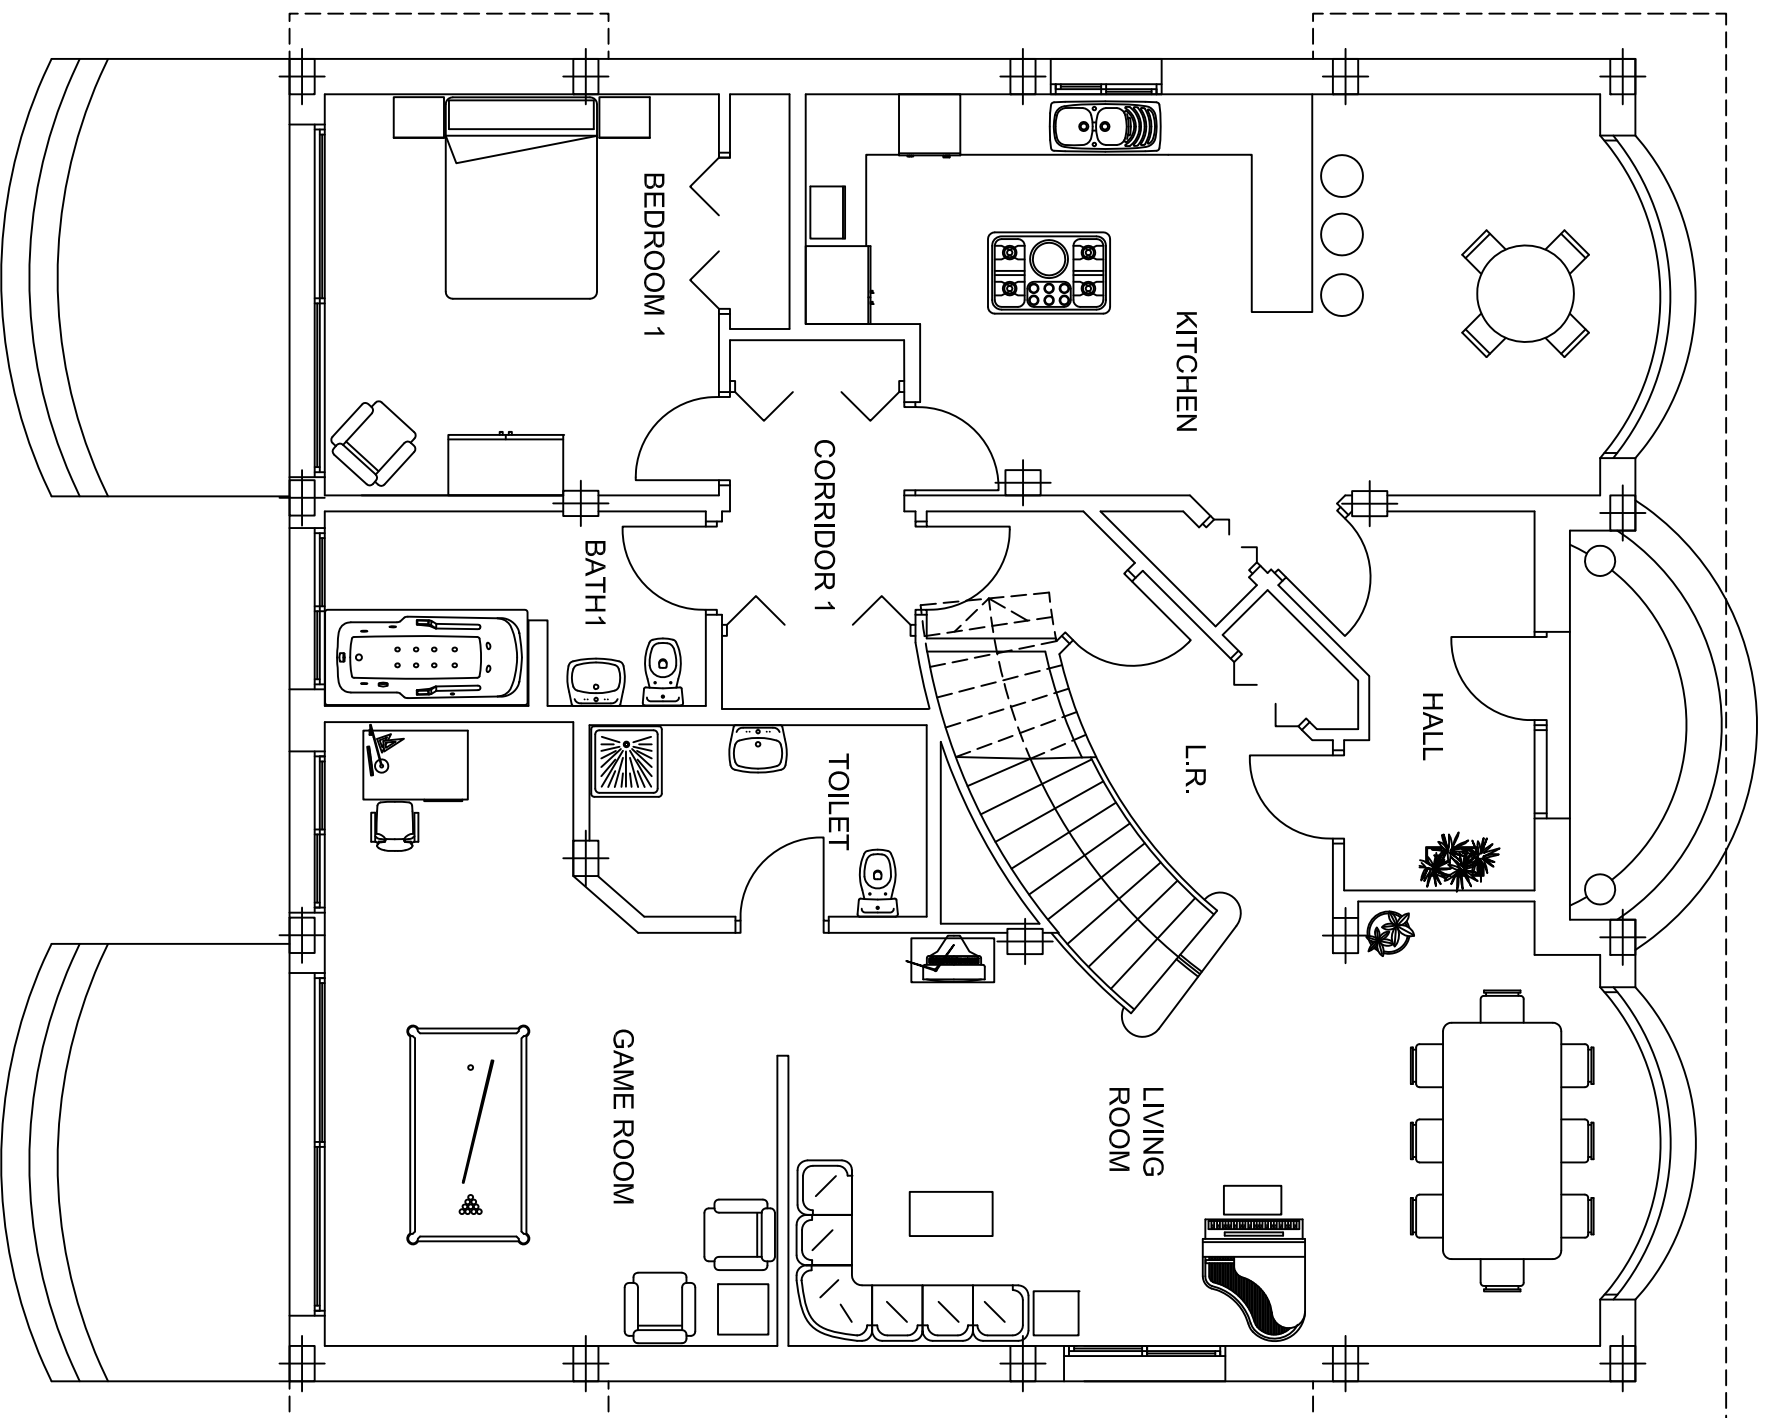 BEDROOM 1
KITCHEN
CORRIDOR 1
BATH1
HALL
L.R.
TOILET
GAME ROOM
LIVING
ROOM